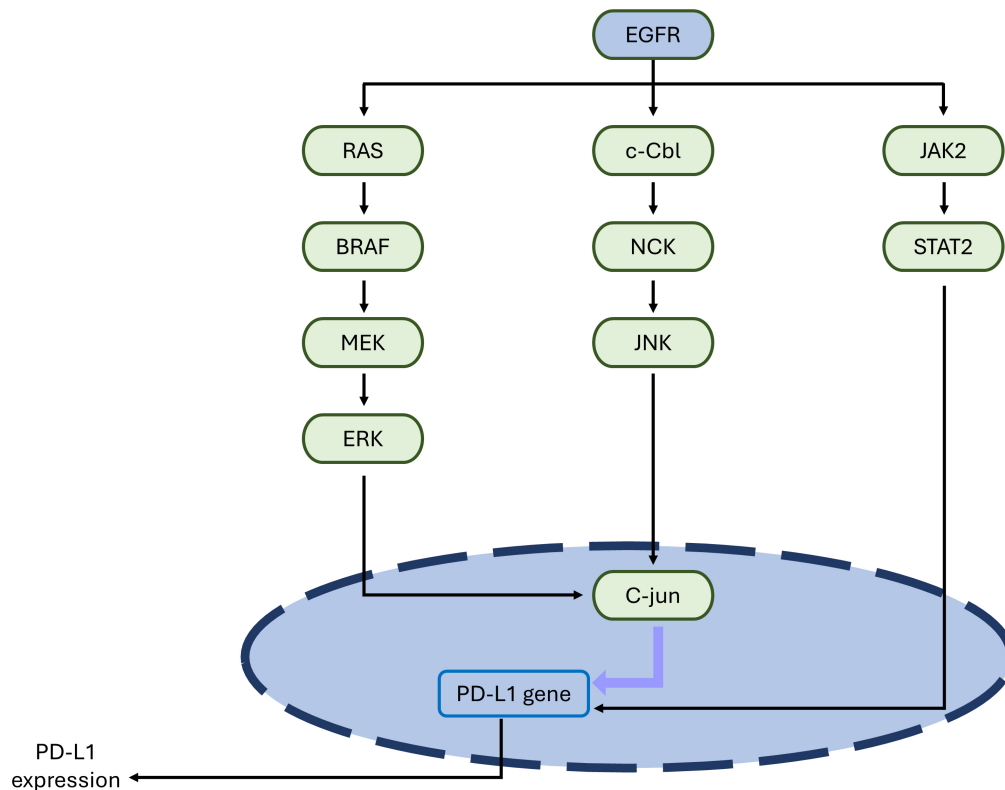 EGFR
RAS
c-Cbl
JAK2
BRAF
NCK
STAT2
MEK
JNK
ERK
C-jun
PD-L1 gene
PD-L1
expression